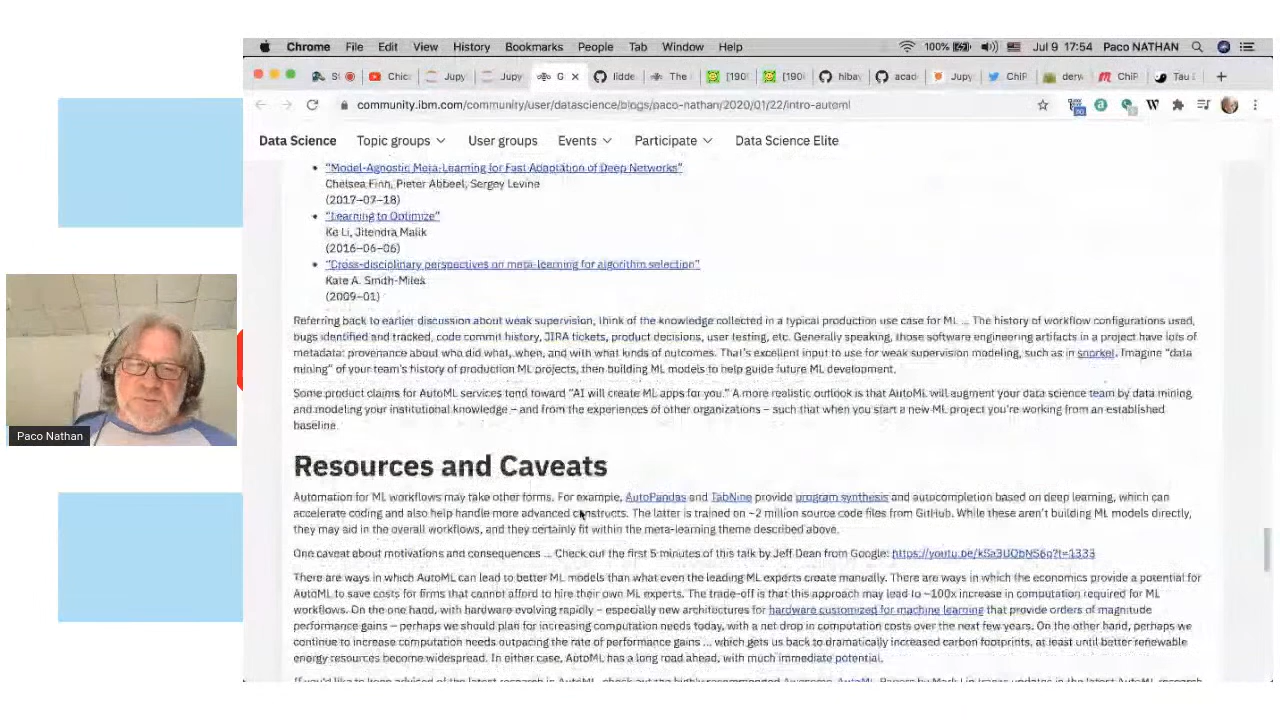 Chrome File Edit View History Bookmarks People Tab Window Help 100% Jul 9 17:54 Paco NATHAN
Chic Jupy Jupy G lidde The [190 [190 hiba acad Jupy ChiP derw ChiP Tau
community.ibm.com/community/user/datascience/blogs/paco-nathan/2020/01/22/intro-automl
Data Science Topic groups User groups Events Participate Data Science Elite
"Model-Agnostic Meta-Learning for Fast Adaptation of Deep Networks"
Chelsea Finn, Pieter Abbeel, Sergey Levine
(2017-07-18)
"Learning to Optimize"
Ke Li, Jitendra Malik
(2016-06-06)
"Cross-disciplinary perspectives on meta-learning for algorithm selection"
Kate A. Smith-Miles
(2009-01)
Referring back to earlier discussion about weak supervision, think of the knowledge collected in a typical production use case for ML ... The history of workflow configurations used,
bugs identified and tracked, code commit history, JIRA tickets, product decisions, user testing, etc. Generally speaking, those software engineering artifacts in a project have lots of
metadata: provenance about who did what, when, and with what kinds of outcomes. That's excellent input to use for weak supervision modeling, such as in snorkel. Imagine "data
mining" of your team's history of production ML projects, then building ML models to help guide future ML development.
Some product claims for AutoML services tend toward "AI will create ML apps for you." A more realistic outlook is that AutoML will augment your data science team by data mining
and modeling your institutional knowledge – and from the experiences of other organizations – such that when you start a new ML project you're working from an established
baseline.
Resources and Caveats
Automation for ML workflows may take other forms. For example, AutoPandas and TabNine provide program synthesis and autocompletion based on deep learning, which can
accelerate coding and also help handle more advanced constructs. The latter is trained on ~2 million source code files from GitHub. While these aren't building ML models directly,
they may aid in the overall workflows, and they certainly fit within the meta-learning theme described above.
One caveat about motivations and consequences ... Check out the first 5 minutes of this talk by Jeff Dean from Google:
There are ways in which AutoML can lead to better ML models than what even the leading ML experts create manually. There are ways in which the economics provide a potential for
AutoML to save costs for firms that cannot afford to hire their own ML experts. The trade-off is that this approach may lead to ~100x increase in computation required for ML
workflows. On the one hand, with hardware evolving rapidly – especially new architectures for hardware customized for machine learning that provide orders of magnitude
performance gains – perhaps we should plan for increasing computation needs today, with a net drop in computation costs over the next few years. On the other hand, perhaps we
continue to increase computation needs outpacing the rate of performance gains ... which gets us back to dramatically increased carbon footprints, at least until better renewable
energy resources become widespread. In either case, AutoML has a long road ahead, with much immediate potential.
Paco Nathan